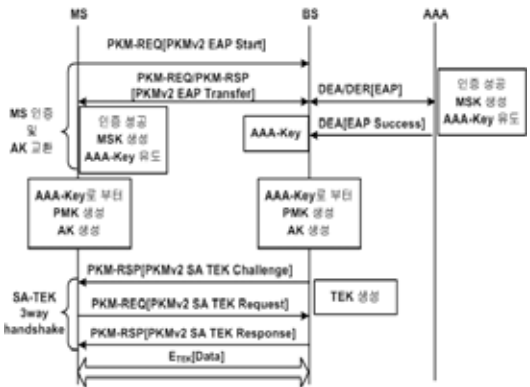 MS
BS
AAA
PKM-REQ[PKMv2 EAP Start]
PKM-REQ/PKM-RSP
[PKMv2 EAP Transfer]
DEA/DER[EAP]
인증 성공
MSK 생성
AAA-Key 유도
MS 인증
및
AK 교환
인증 성공
MSK 생성
AAA-Key 유도
AAA-Key
DEA[EAP Success]
AAA-Key로 부터
PMK 생성
AK 생성
AAA-Key로 부터
PMK 생성
AK 생성
PKM-RSP[PKMv2 SA TEK Challenge]
SA-TEK
3way
handshake
PKM-REQ[PKMv2 SA TEK Request]
TEK 생성
PKM-RSP[PKMv2 SA TEK Response]
ETEK[Data]